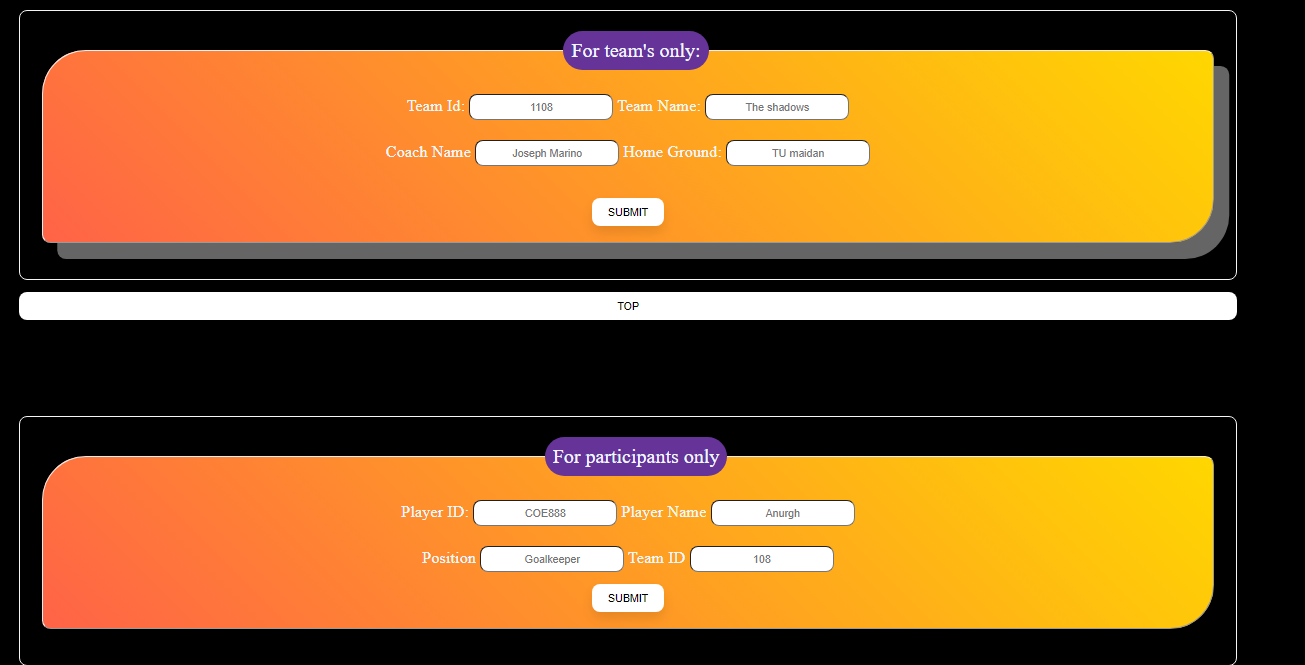 For team's only:
Team Id: 1108 Team Name: The shadows
Coach Name Joseph Marino Home Ground: TU maidan
SUBMIT
TOP
For participants only
Player ID: COE888 Player Name Anurgh
Position Goalkeeper Team ID 108
SUBMIT